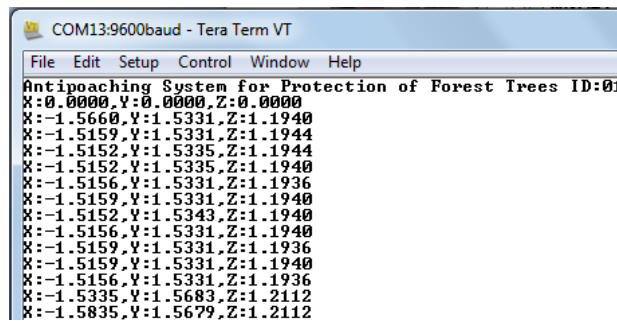 COM13:9600baud - Tera Term VT
File Edit Setup Control Window Help
Antipoaching System for Protection of Forest Trees ID:01
X:0.0000,Y:0.0000,Z:0.0000
X:-1.5660,Y:1.5331,Z:1.1940
X:-1.5159,Y:1.5331,Z:1.1944
X:-1.5152,Y:1.5335,Z:1.1944
X:-1.5152,Y:1.5335,Z:1.1940
X:-1.5156,Y:1.5331,Z:1.1936
X:-1.5159,Y:1.5331,Z:1.1940
X:-1.5152,Y:1.5343,Z:1.1940
X:-1.5156,Y:1.5331,Z:1.1940
X:-1.5159,Y:1.5331,Z:1.1936
X:-1.5159,Y:1.5331,Z:1.1940
X:-1.5156,Y:1.5331,Z:1.1936
X:-1.5335,Y:1.5683,Z:1.2112
X:-1.5835,Y:1.5679,Z:1.2112